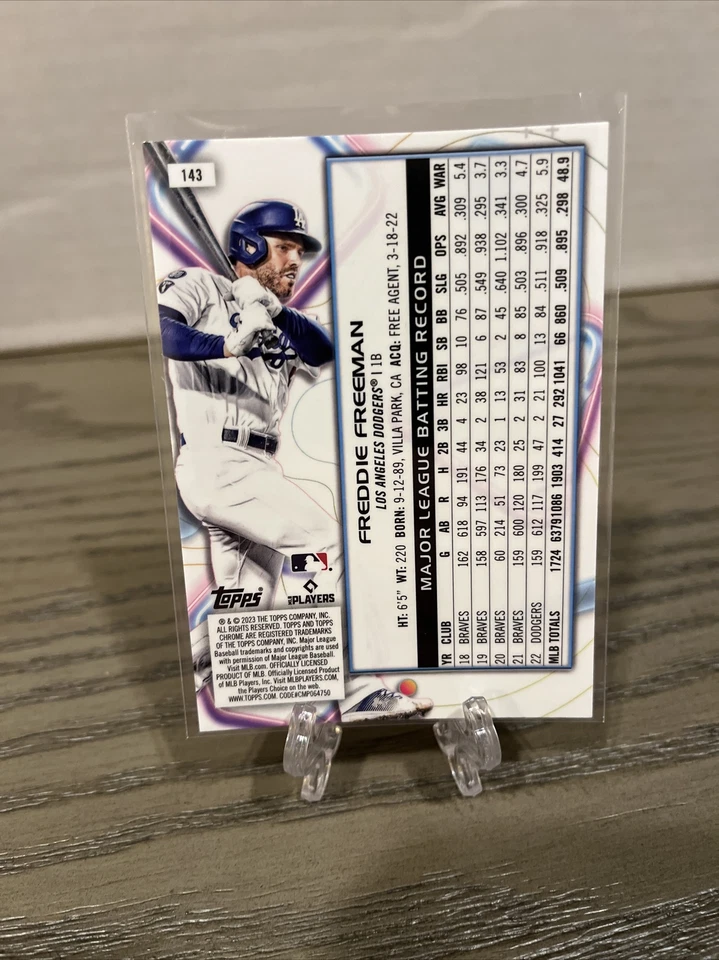 143
FREDDIE FREEMAN
LOS ANGELES DODGERS® | 1B
HT: 6'5" WT: 220 BORN: 9-12-89, VILLA PARK, CA ACQ: FREE AGENT, 3-18-22
MAJOR LEAGUE BATTING RECORD
YR CLUB G AB R H 2B 3B HR RBI SB BB SLG OPS AVG WAR
18 BRAVES 162 618 94 191 44 4 23 98 10 76 .505 .892 .309 5.4
19 BRAVES 158 597 113 176 34 2 38 121 6 87 .549 .938 .295 3.7
20 BRAVES 60 214 51 73 23 1 13 53 2 45 .640 1.102 .341 3.3
21 BRAVES 159 600 120 180 25 2 31 83 8 85 .503 .896 .300 4.7
22 DODGERS 159 612 117 199 47 2 21 100 13 84 .511 .918 .325 5.9
MLB TOTALS 1724 6379 1086 1903 414 27 292 1041 66 860 .509 .895 .298 48.9
LA
topps®
MLB PLAYERS
® & © 2023 THE TOPPS COMPANY, INC.
ALL RIGHTS RESERVED. TOPPS AND TOPPS
CHROME ARE REGISTERED TRADEMARKS
OF THE TOPPS COMPANY, INC. Major League
Baseball trademarks and copyrights are used
with permission of Major League Baseball.
Visit MLB.com. OFFICIALLY LICENSED
PRODUCT OF MLB. Officially Licensed Product
of MLB Players, Inc. Visit MLBPLAYERS.COM,
the Players Choice on the web.
WWW.TOPPS.COM. CODE#CMP064750